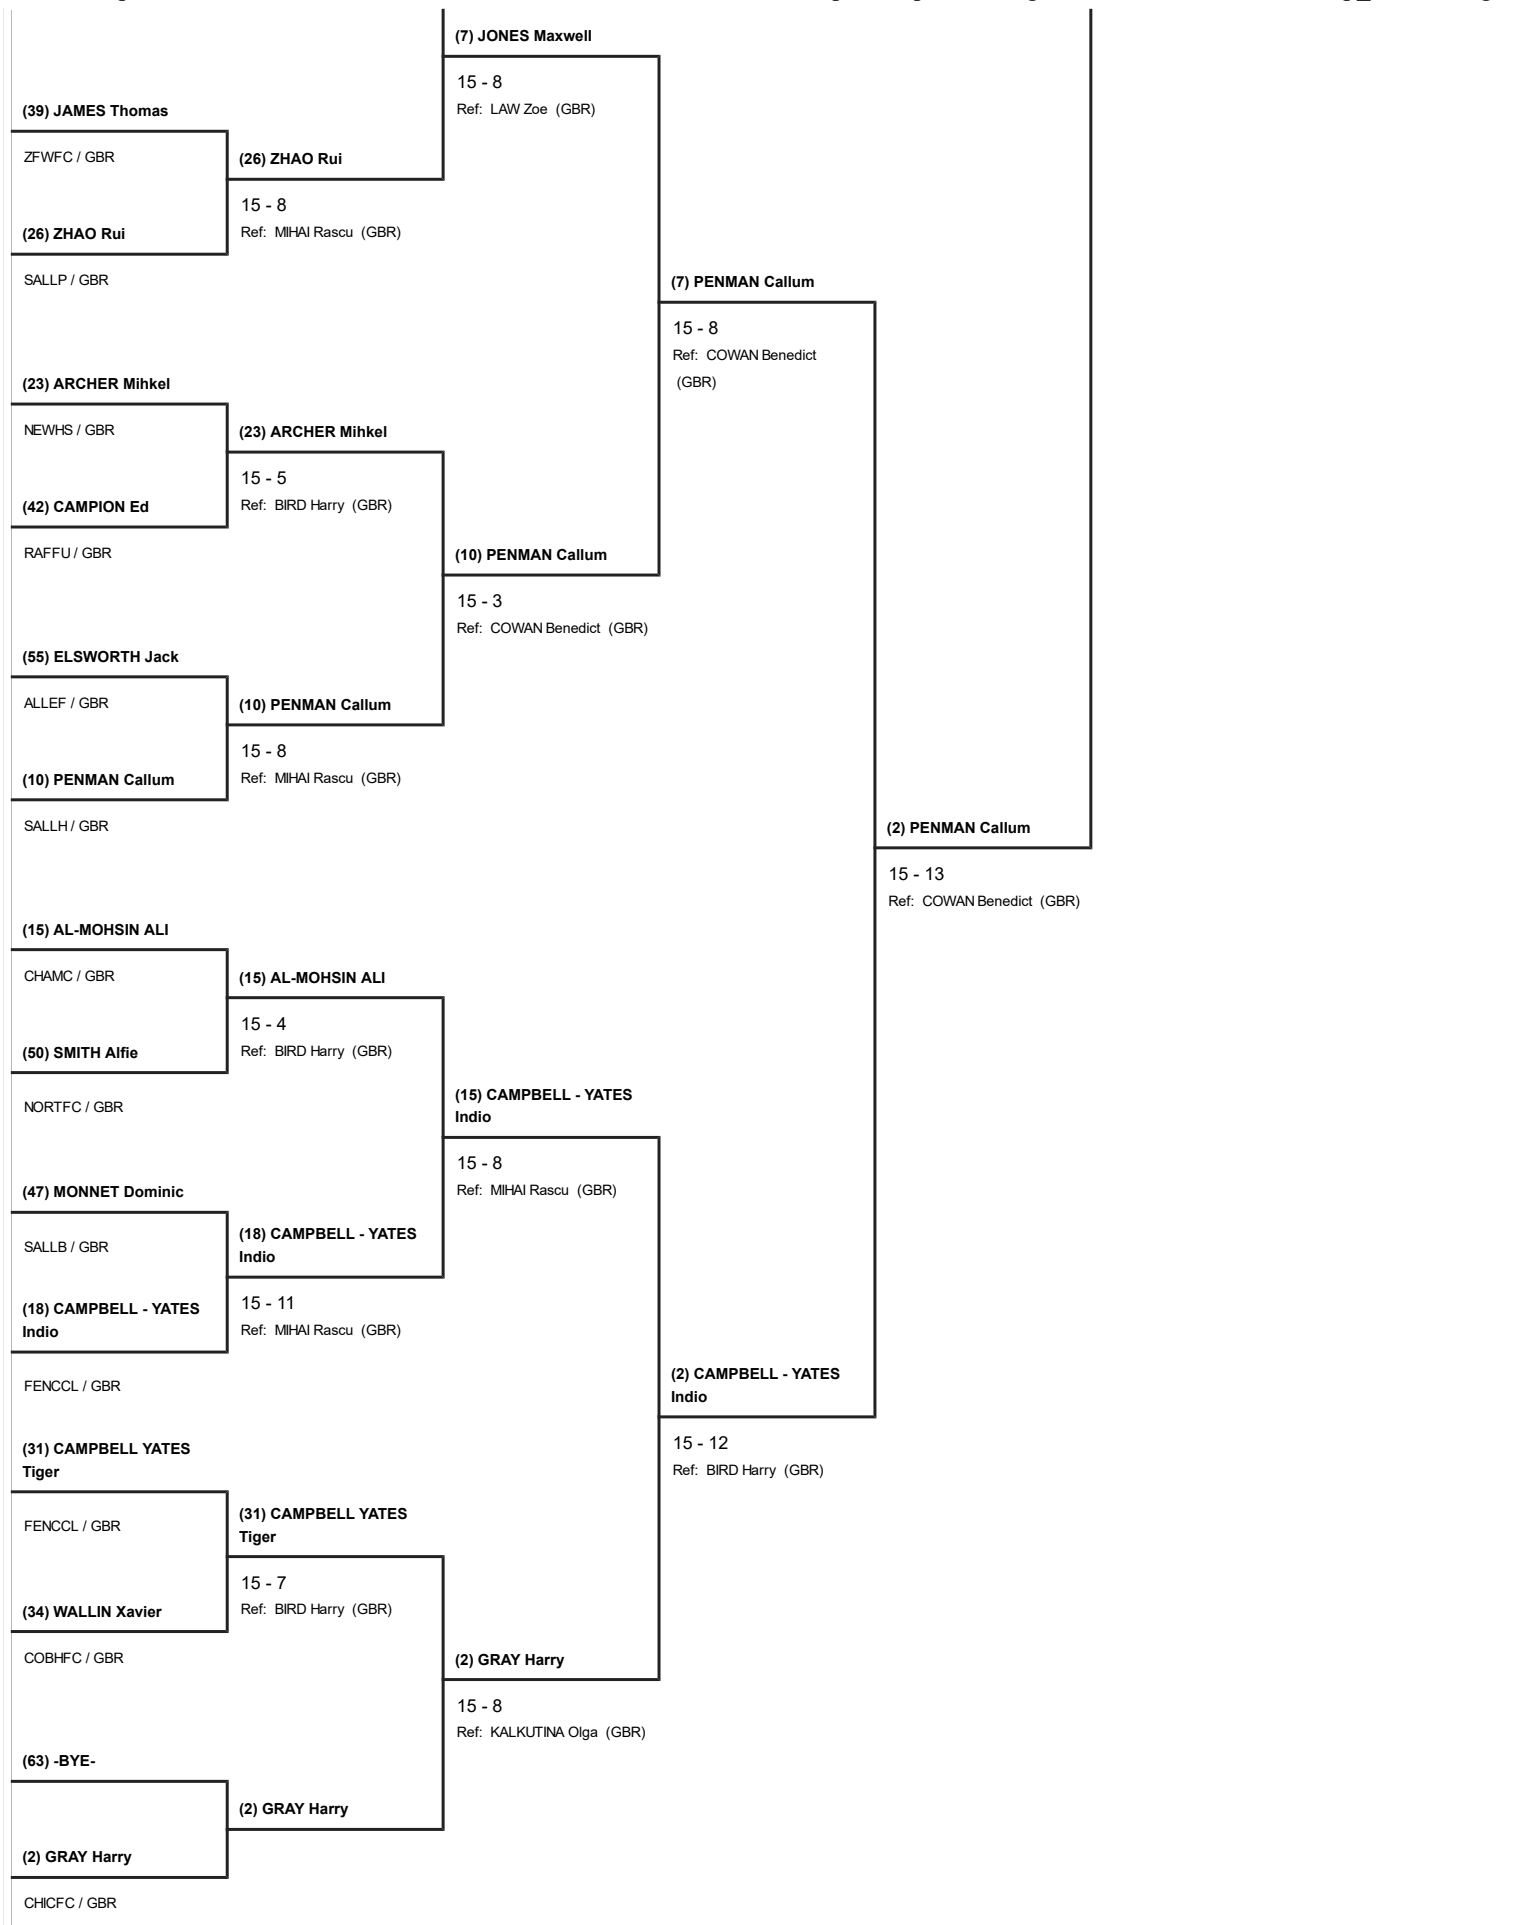 (7) JONES Maxwell
15 - 8
Ref: LAW Zoe (GBR)
(39) JAMES Thomas
ZFWFC / GBR
(26) ZHAO Rui
15 - 8
Ref: MIHAI Rascu (GBR)
(26) ZHAO Rui
SALLP / GBR
(7) PENMAN Callum
15 - 8
Ref: COWAN Benedict
(GBR)
(23) ARCHER Mihkel
NEWHS / GBR
(23) ARCHER Mihkel
15 - 5
Ref: BIRD Harry (GBR)
(42) CAMPION Ed
RAFFU / GBR
(10) PENMAN Callum
15 - 3
Ref: COWAN Benedict (GBR)
(55) ELSWORTH Jack
ALLEF / GBR
(10) PENMAN Callum
15 - 8
Ref: MIHAI Rascu (GBR)
(10) PENMAN Callum
SALLH / GBR
(2) PENMAN Callum
15 - 13
Ref: COWAN Benedict (GBR)
(15) AL-MOHSIN ALI
CHAMC / GBR
(15) AL-MOHSIN ALI
15 - 4
Ref: BIRD Harry (GBR)
(50) SMITH Alfie
NORTFC / GBR
(15) CAMPBELL - YATES
Indio
15 - 8
Ref: MIHAI Rascu (GBR)
(47) MONNET Dominic
SALLB / GBR
(18) CAMPBELL - YATES
Indio
15 - 11
Ref: MIHAI Rascu (GBR)
(18) CAMPBELL - YATES
Indio
FENCCL / GBR
(2) CAMPBELL - YATES
Indio
15 - 12
Ref: BIRD Harry (GBR)
(31) CAMPBELL YATES
Tiger
FENCCL / GBR
(31) CAMPBELL YATES
Tiger
15 - 7
Ref: BIRD Harry (GBR)
(34) WALLIN Xavier
COBHFC / GBR
(2) GRAY Harry
15 - 8
Ref: KALKUTINA Olga (GBR)
(63) -BYE-
(2) GRAY Harry
(2) GRAY Harry
CHICFC / GBR